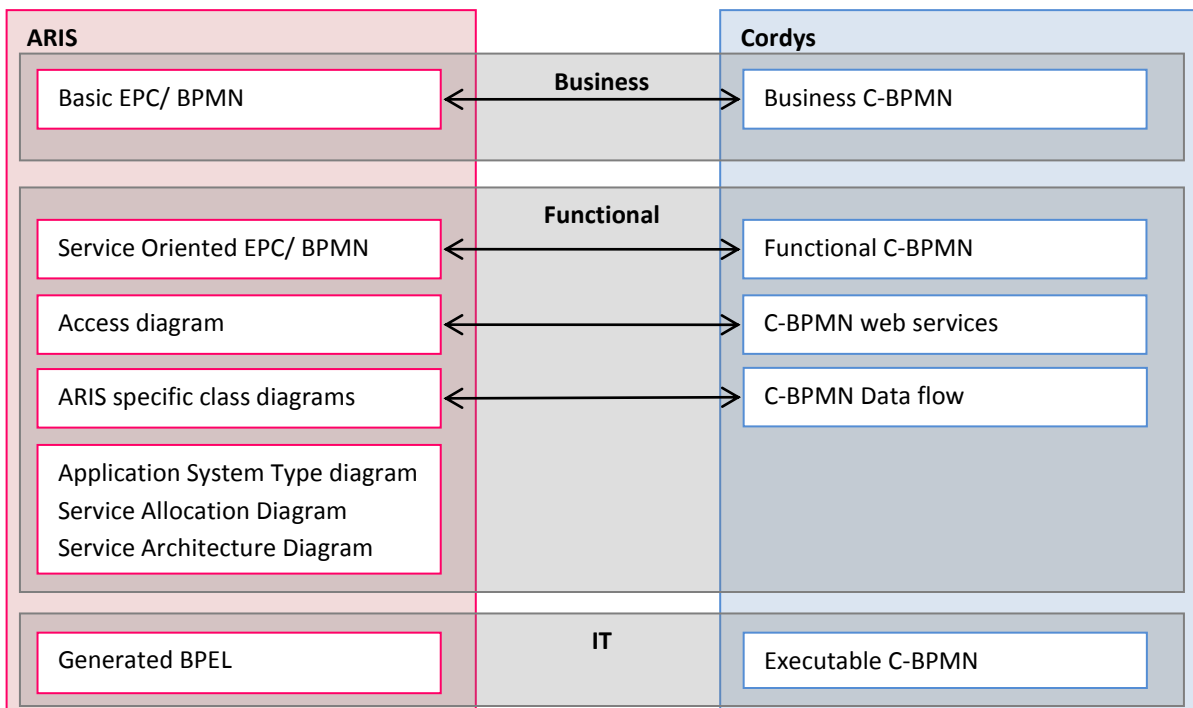 ARIS
Cordys
Business
Basic EPC/ BPMN
Business C-BPMN
Functional
Service Oriented EPC/ BPMN
Functional C-BPMN
Access diagram
C-BPMN web services
ARIS specific class diagrams
C-BPMN Data flow
Application System Type diagram
Service Allocation Diagram
Service Architecture Diagram
IT
Generated BPEL
Executable C-BPMN